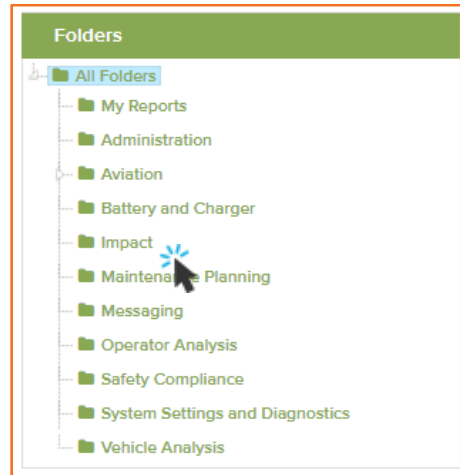 Folders
All Folders
My Reports
Administration
Aviation
Battery and Charger
Impact
Maintenance Planning
Messaging
Operator Analysis
Safety Compliance
System Settings and Diagnostics
Vehicle Analysis